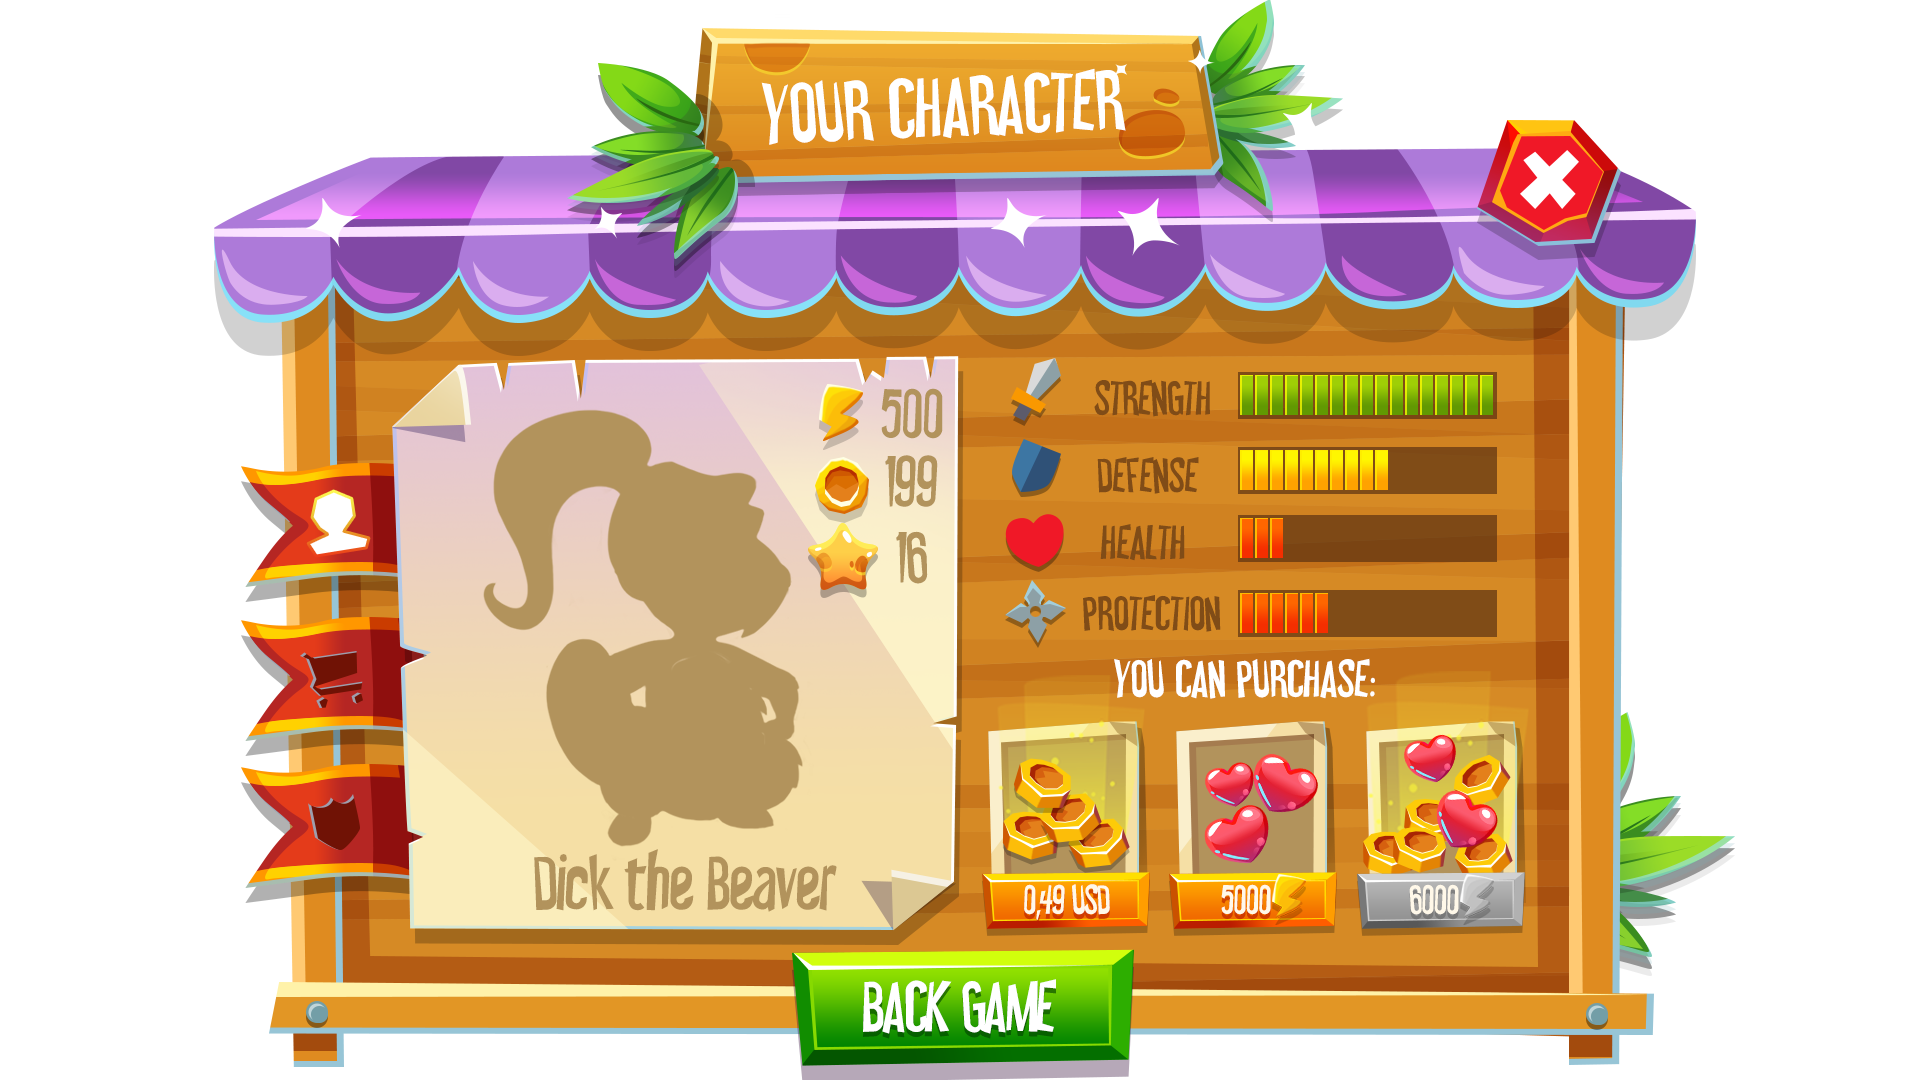 YOUR CHARACTER
500
199
16
STRENGTH
DEFENSE
HEALTH
PROTECTION
YOU CAN PURCHASE:
0,49 USD
5000
6000
Dick the Beaver
BACK GAME